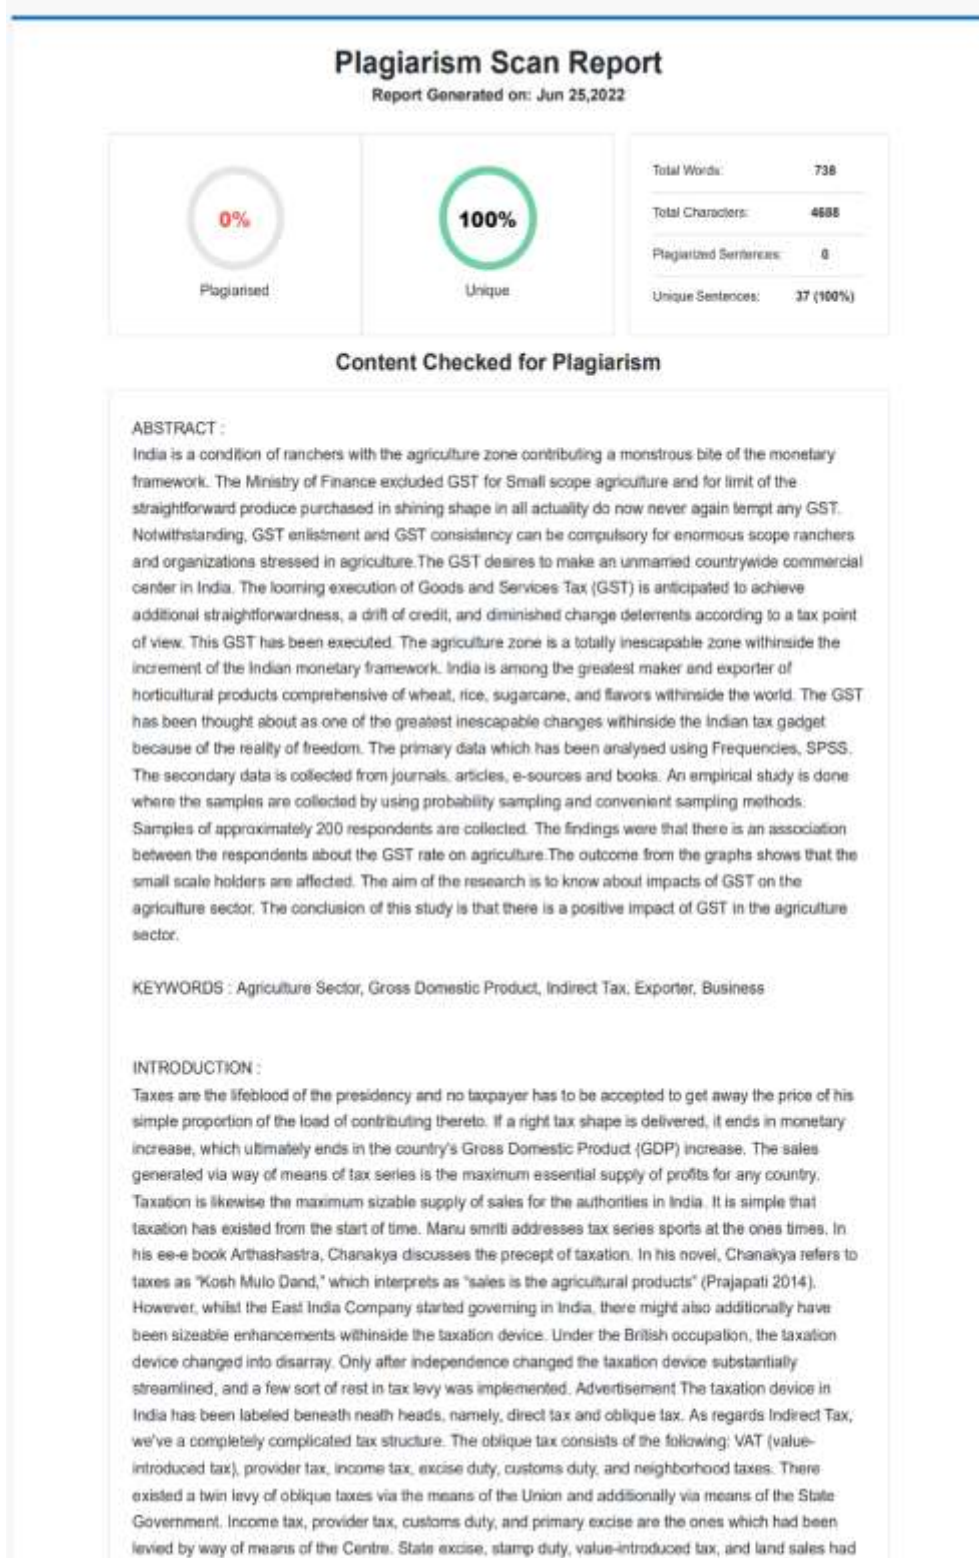 Plagiarism Scan Report
Report Generated on: Jun 25,2022
0%
Plagiarised
100%
Unique
Total Words: 738
Total Characters: 4688
Plagiarized Sentences: 0
Unique Sentences: 37 (100%)
Content Checked for Plagiarism
ABSTRACT :
India is a condition of ranchers with the agriculture zone contributing a monstrous bite of the monetary
framework. The Ministry of Finance excluded GST for Small scope agriculture and for limit of the
straightforward produce purchased in shining shape in all actuality do now never again tempt any GST.
Notwithstanding, GST enlistment and GST consistency can be compulsory for enormous scope ranchers
and organizations stressed in agriculture.The GST desires to make an unmarried countrywide commercial
center in India. The looming execution of Goods and Services Tax (GST) is anticipated to achieve
additional straightforwardness, a drift of credit, and diminished change deterrents according to a tax point
of view. This GST has been executed. The agriculture zone is a totally inescapable zone withinside the
increment of the Indian monetary framework. India is among the greatest maker and exporter of
horticultural products comprehensive of wheat, rice, sugarcane, and flavors withinside the world. The GST
has been thought about as one of the greatest inescapable changes withinside the Indian tax gadget
because of the reality of freedom. The primary data which has been analysed using Frequencies, SPSS.
The secondary data is collected from journals, articles, e-sources and books. An empirical study is done
where the samples are collected by using probability sampling and convenient sampling methods.
Samples of approximately 200 respondents are collected. The findings were that there is an association
between the respondents about the GST rate on agriculture.The outcome from the graphs shows that the
small scale holders are affected. The aim of the research is to know about impacts of GST on the
agriculture sector. The conclusion of this study is that there is a positive impact of GST in the agriculture
sector.
KEYWORDS : Agriculture Sector, Gross Domestic Product, Indirect Tax, Exporter, Business
INTRODUCTION :
Taxes are the lifeblood of the presidency and no taxpayer has to be accepted to get away the price of his
simple proportion of the load of contributing thereto. If a right tax shape is delivered, it ends in monetary
increase, which ultimately ends in the country's Gross Domestic Product (GDP) increase. The sales
generated via way of means of tax series is the maximum essential supply of profits for any country.
Taxation is likewise the maximum sizable supply of sales for the authorities in India. It is simple that
taxation has existed from the start of time. Manu smriti addresses tax series sports at the ones times. In
his ee-e book Arthashastra, Chanakya discusses the precept of taxation. In his novel, Chanakya refers to
taxes as “Kosh Mulo Dand,” which interprets as “sales is the agricultural products” (Prajapati 2014).
However, whilst the East India Company started governing in India, there might also additionally have
been sizeable enhancements withinside the taxation device. Under the British occupation, the taxation
device changed into disarray. Only after independence changed the taxation device substantially
streamlined, and a few sort of rest in tax levy was implemented. Advertisement The taxation device in
India has been labeled beneath neath heads, namely, direct tax and oblique tax. As regards Indirect Tax,
we've a completely complicated tax structure. The oblique tax consists of the following: VAT (value-
introduced tax), provider tax, income tax, excise duty, customs duty, and neighborhood taxes. There
existed a twin levy of oblique taxes via the means of the Union and additionally via means of the State
Government. Income tax, provider tax, customs duty, and primary excise are the ones which had been
levied by way of means of the Centre. State excise, stamp duty, value-introduced tax, and land sales had